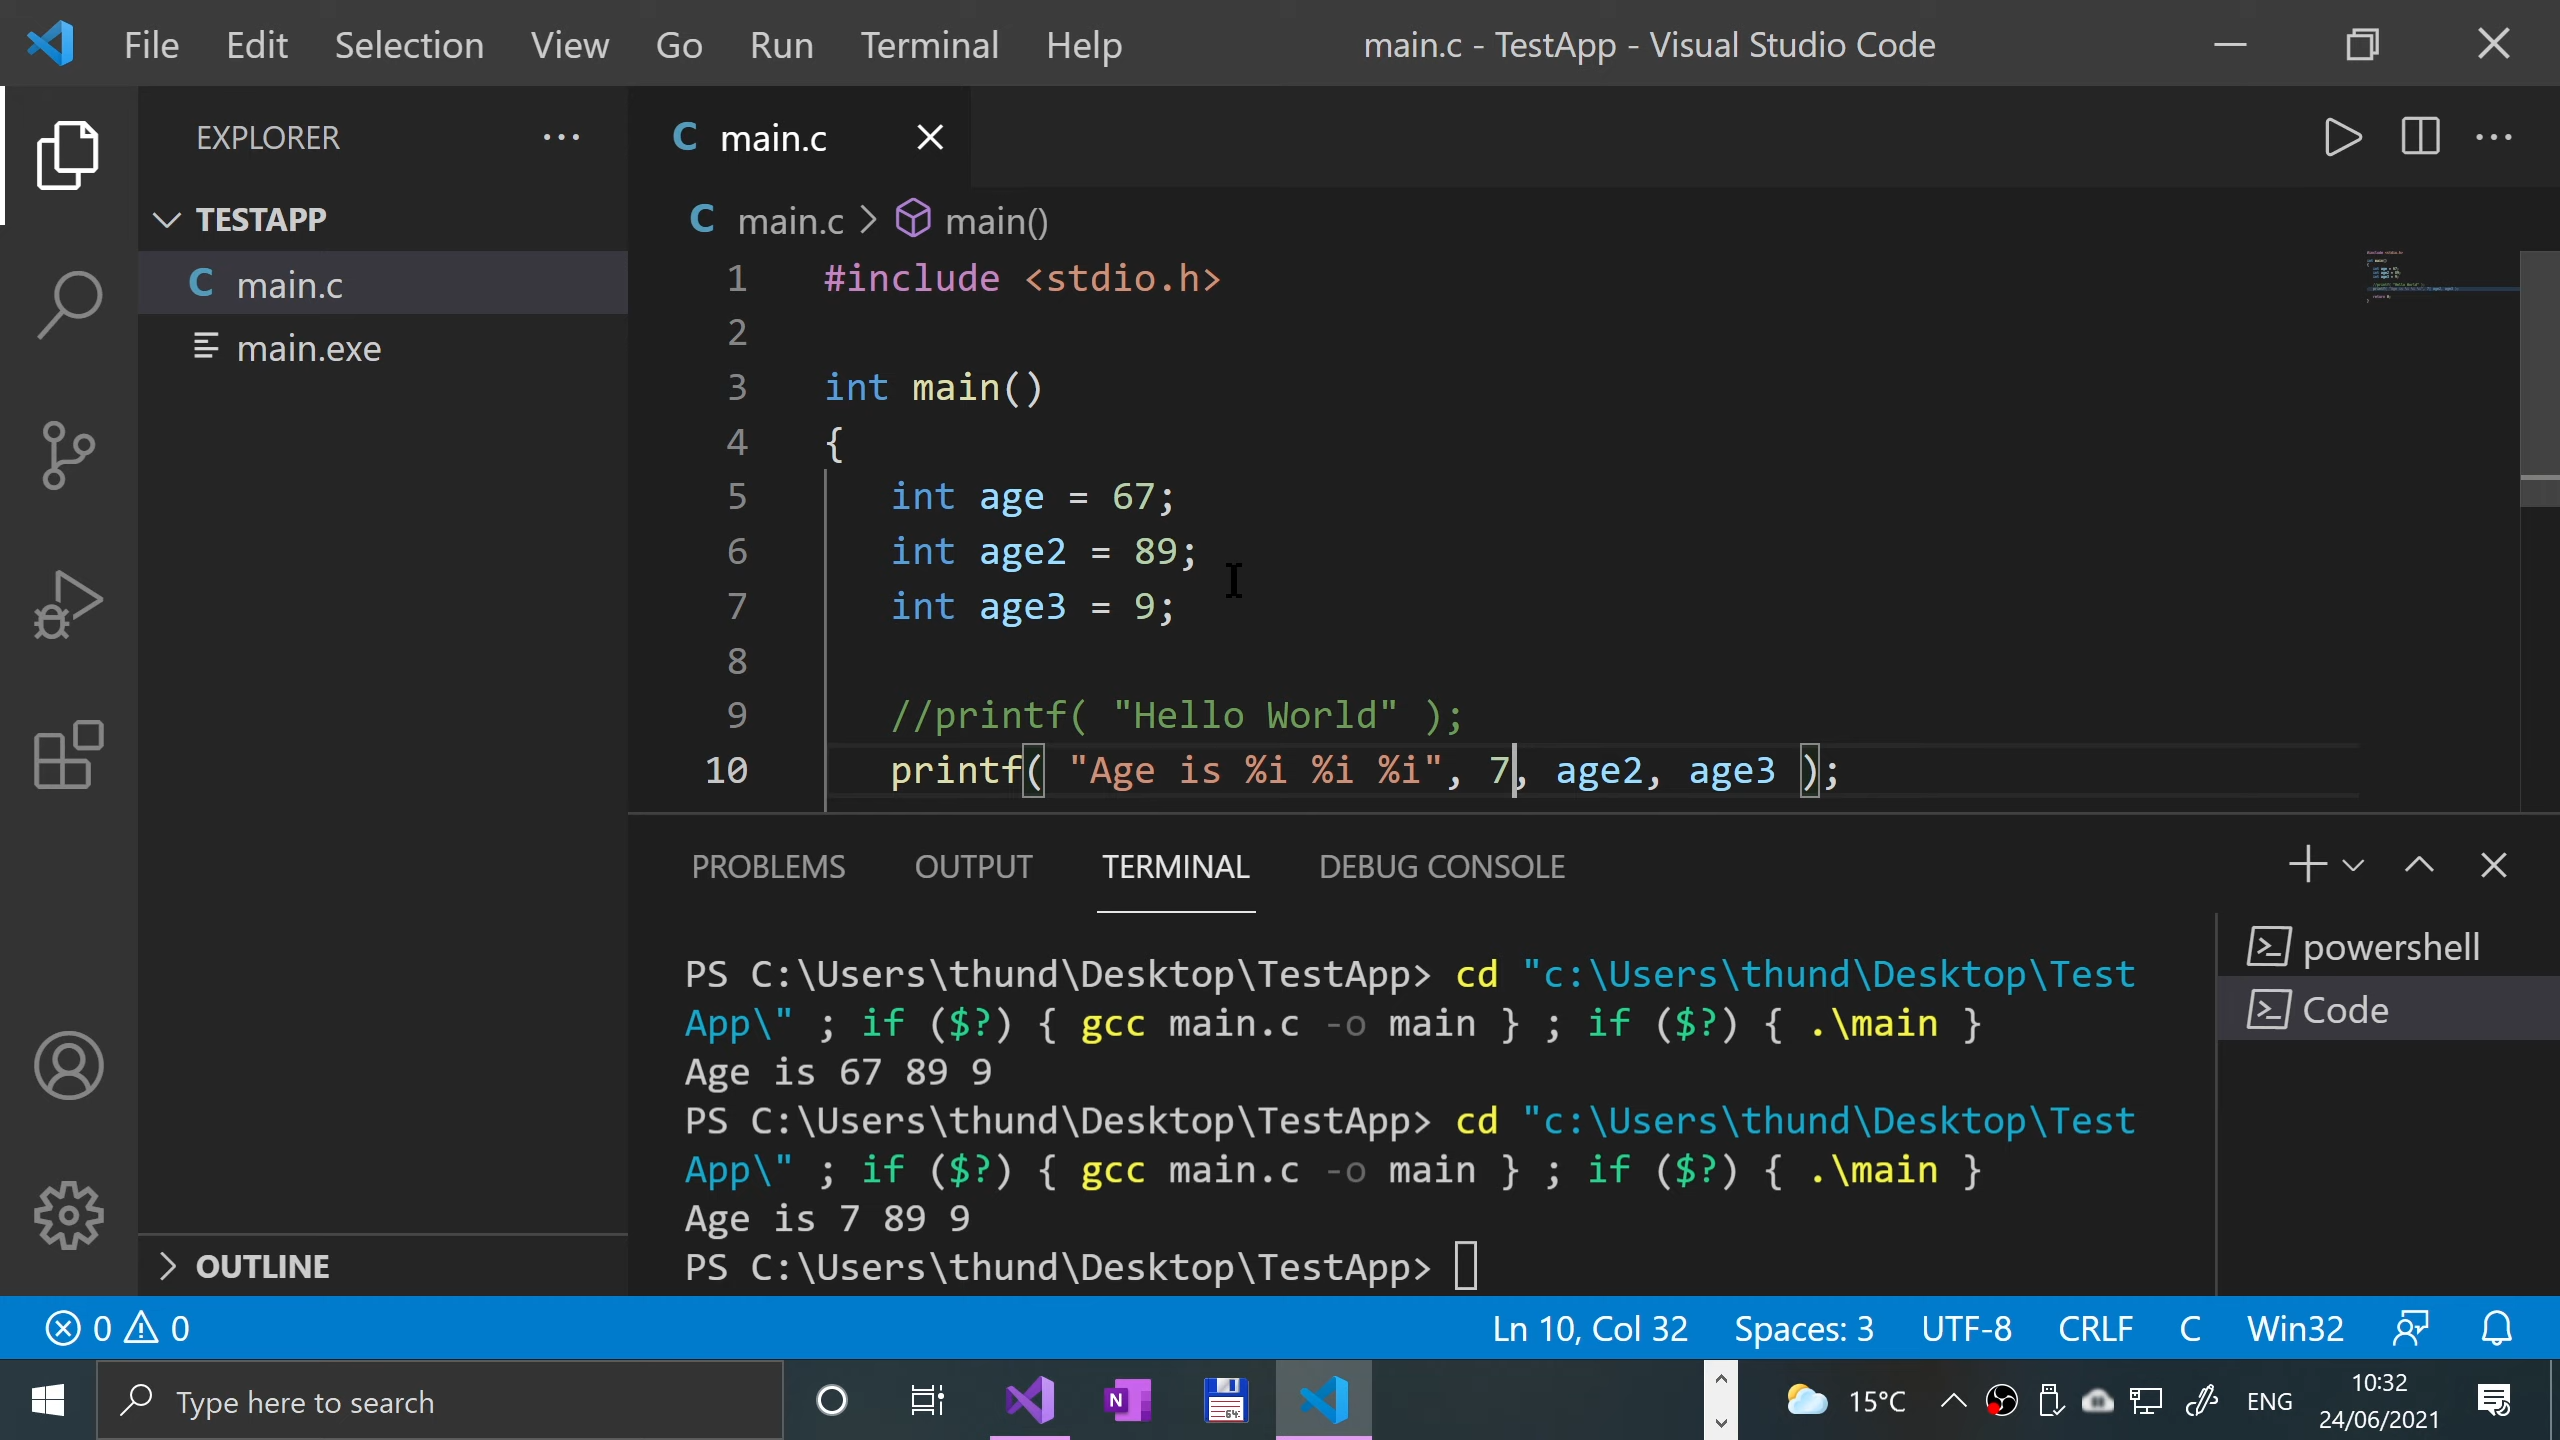 File Edit Selection View Go Run Terminal Help main.c - TestApp - Visual Studio Code
EXPLORER
TESTAPP
C main.c
main.exe
OUTLINE
C main.c
C main.c > main()
1 #include <stdio.h>
2
3 int main()
4 {
5 int age = 67;
6 int age2 = 89;
7 int age3 = 9;
8
9 //printf( "Hello World" );
10 printf( "Age is %i %i %i", 7, age2, age3 );
PROBLEMS OUTPUT TERMINAL DEBUG CONSOLE
PS C:\Users\thund\Desktop\TestApp> cd "c:\Users\thund\Desktop\Test
App\" ; if ($?) { gcc main.c -o main } ; if ($?) { .\main }
Age is 67 89 9
PS C:\Users\thund\Desktop\TestApp> cd "c:\Users\thund\Desktop\Test
App\" ; if ($?) { gcc main.c -o main } ; if ($?) { .\main }
Age is 7 89 9
PS C:\Users\thund\Desktop\TestApp>
powershell
Code
0 0 Ln 10, Col 32 Spaces: 3 UTF-8 CRLF C Win32
Type here to search
N
64
15°C ENG
10:32
24/06/2021